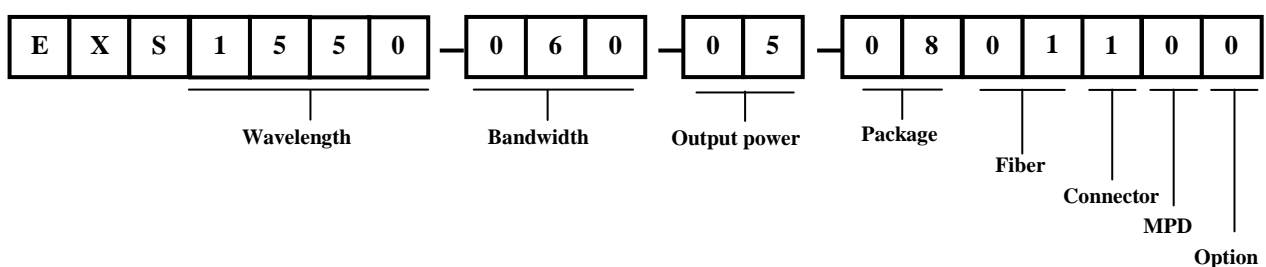 E X S 1 5 5 0 – 0 6 0 – 0 5 – 0 8 0 1 1 0 0
Wavelength Bandwidth Output power Package
Fiber
Connector
MPD
Option